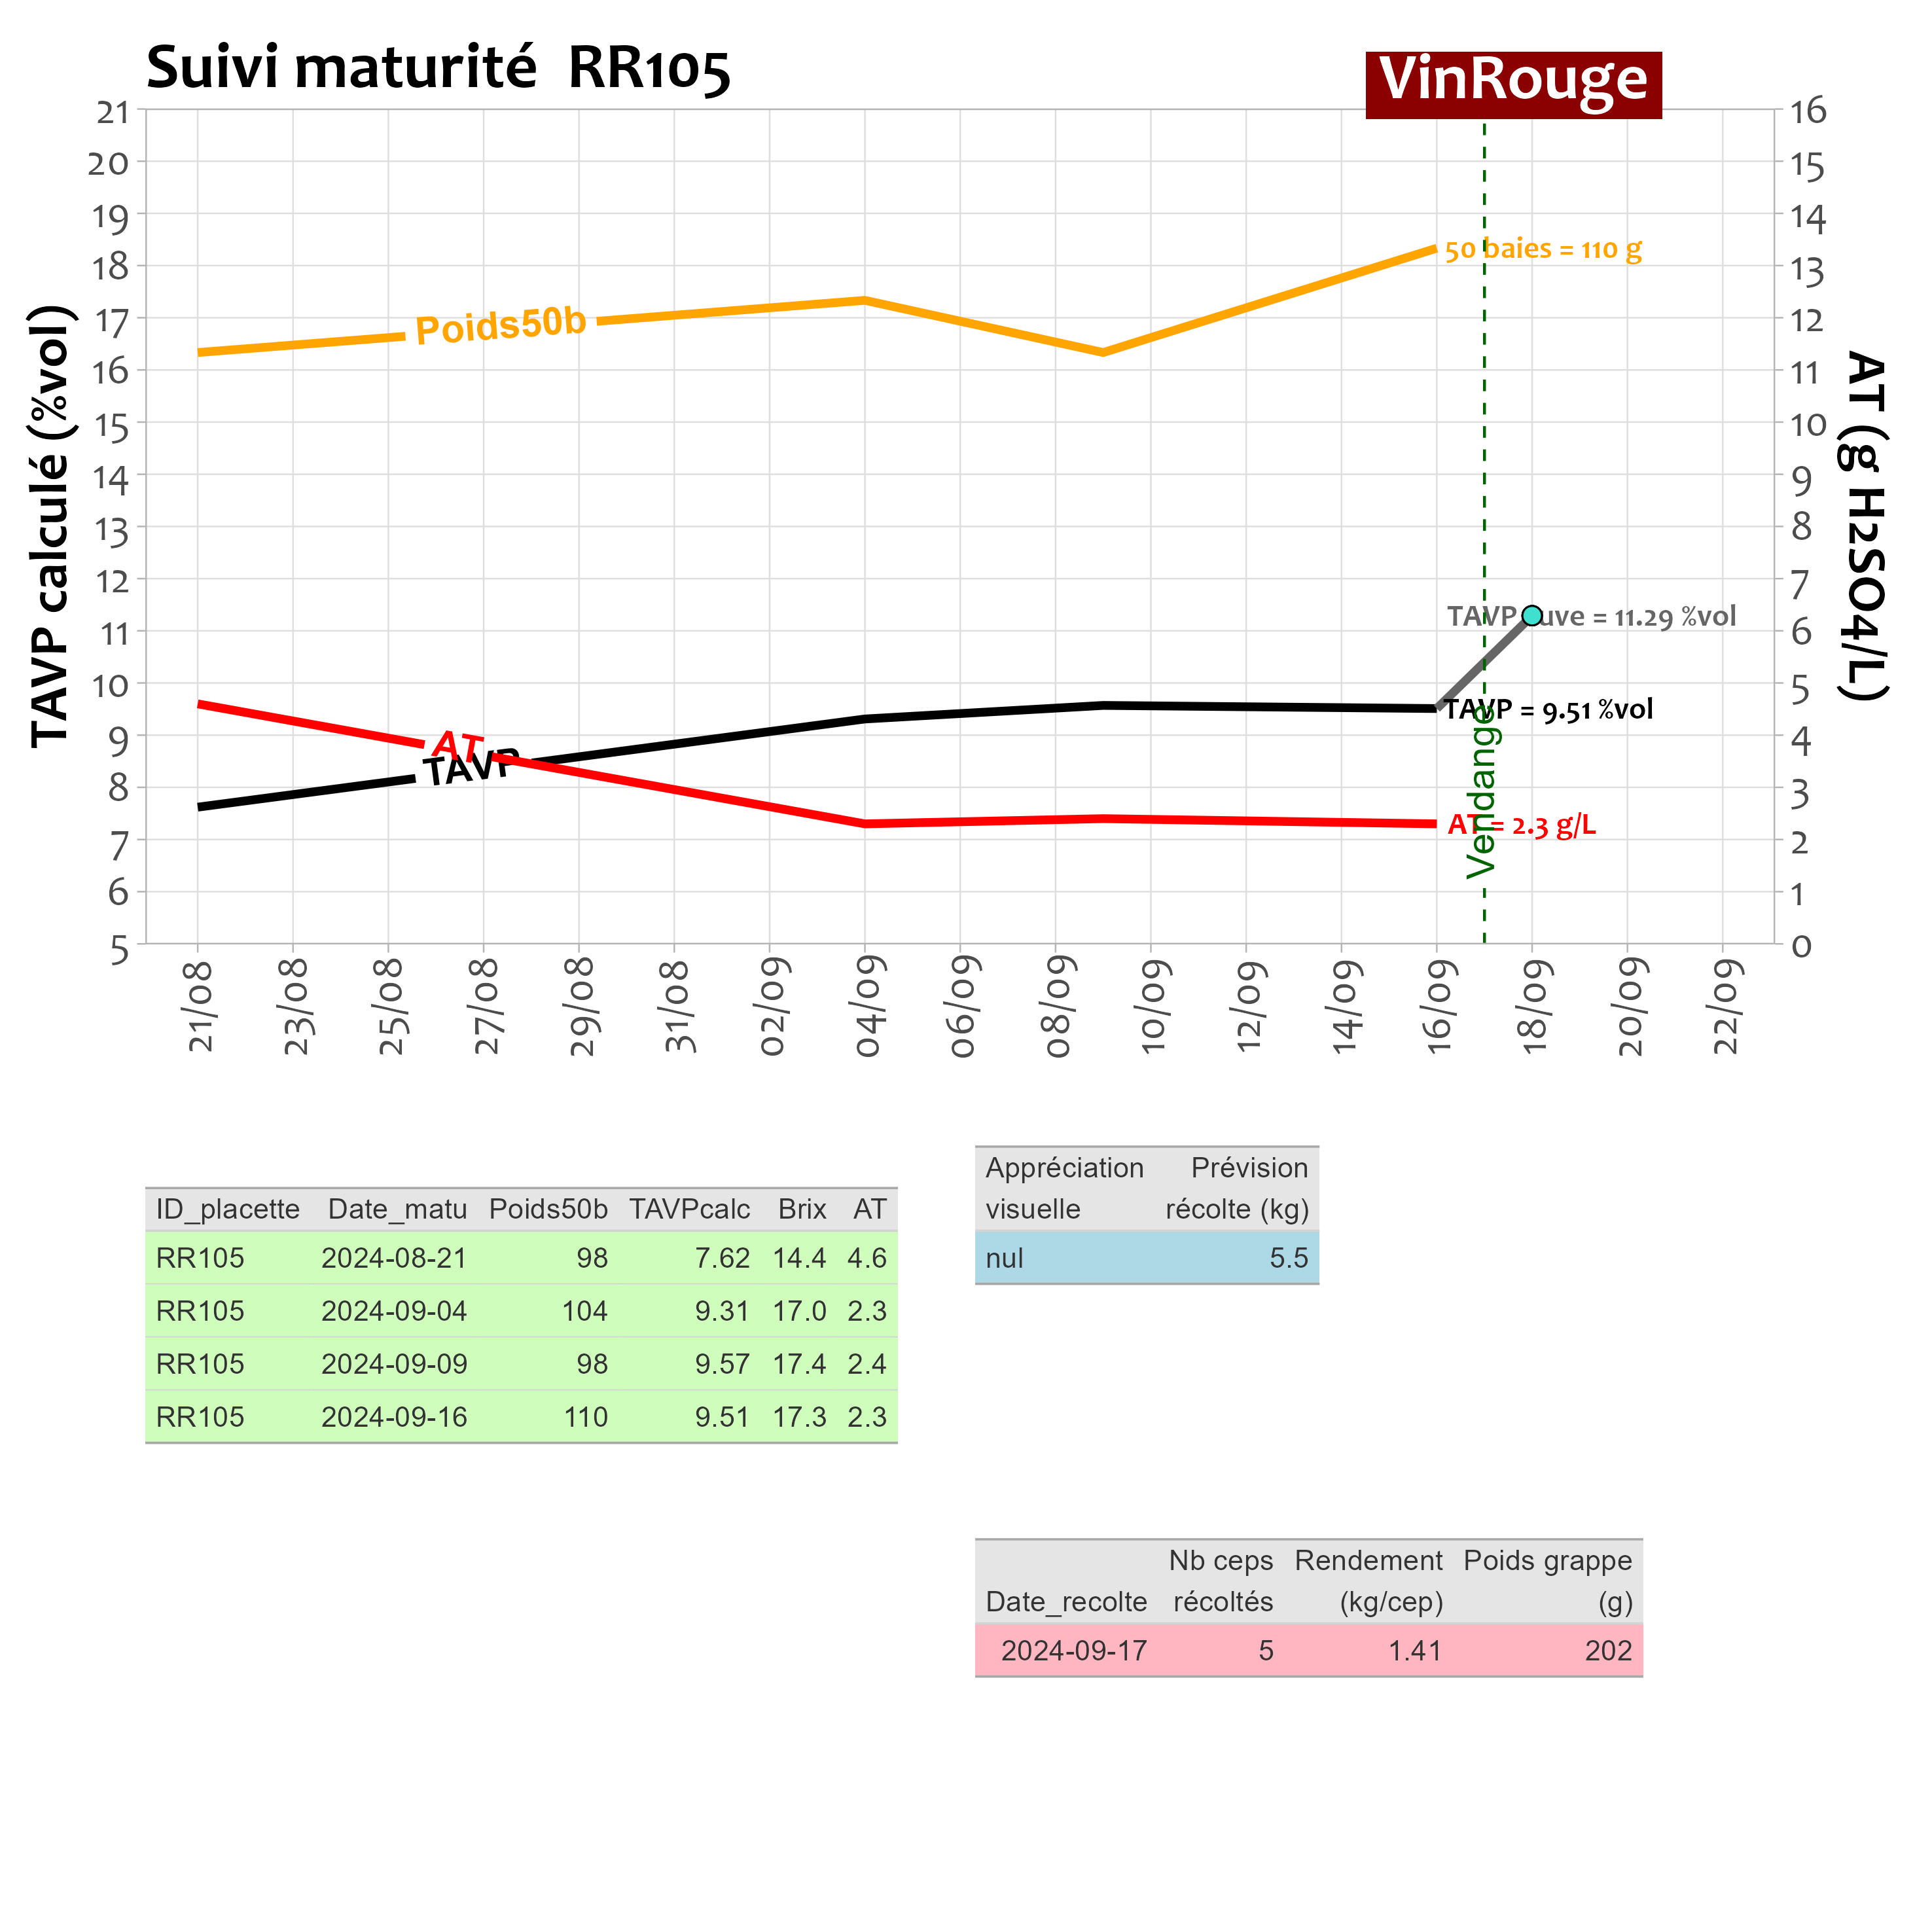 Suivi maturité  RR105
VinRouge
TAVP calculé (%vol)
21
20
19
18
17
16
15
14
13
12
11
10
9
8
7
6
5
16
15
14
13
12
11
10
9
8
7
6
5
4
3
2
1
0
AT (g H2SO4/L)
Poids50b
50 baies = 110 g
TAVP cuve = 11.29 %vol
TAVP = 9.51 %vol
AT
TAVP
AT = 2.3 g/L
Vendange
21/08
23/08
25/08
27/08
29/08
31/08
02/09
04/09
06/09
08/09
10/09
12/09
14/09
16/09
18/09
20/09
22/09
ID_placette Date_matu Poids50b TAVPcalc Brix AT
RR105 2024-08-21 98 7.62 14.4 4.6
RR105 2024-09-04 104 9.31 17.0 2.3
RR105 2024-09-09 98 9.57 17.4 2.4
RR105 2024-09-16 110 9.51 17.3 2.3
Appréciation Prévision
visuelle récolte (kg)
nul 5.5
Nb ceps Rendement Poids grappe
Date_recolte récoltés (kg/cep) (g)
2024-09-17 5 1.41 202